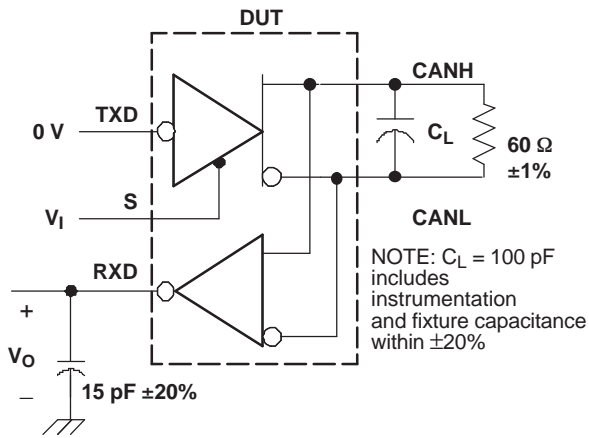 DUT
CANH
TXD
0 V
C_L
60 Ω
±1%
S
V_I
CANL
RXD
NOTE: C_L = 100 pF
includes
instrumentation
and fixture capacitance
within ±20%
+
V_O
15 pF ±20%
–